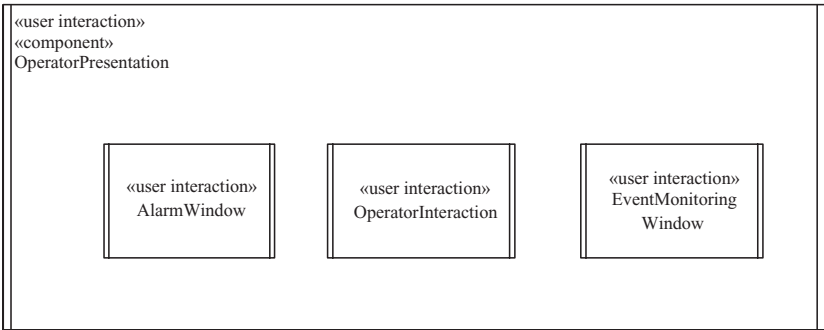 «user interaction»
«component»
OperatorPresentation
«user interaction»
AlarmWindow
«user interaction»
OperatorInteraction
«user interaction»
EventMonitoring
Window